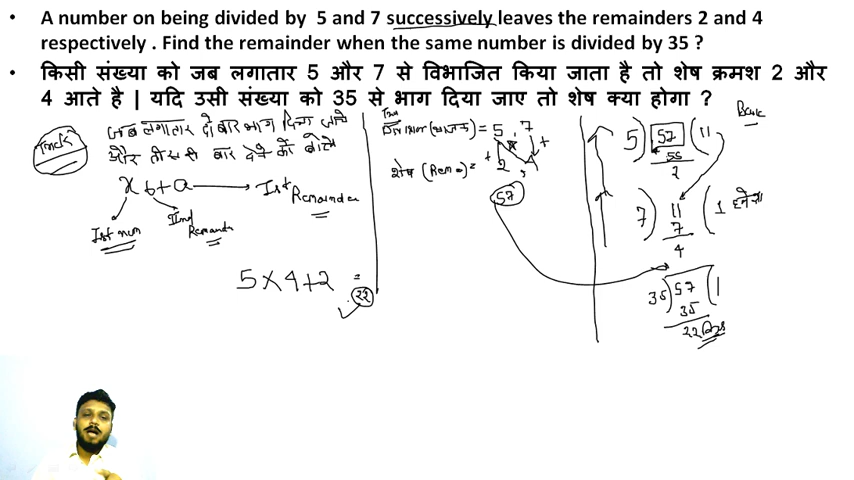 • A number on being divided by 5 and 7 successively leaves the remainders 2 and 4
respectively . Find the remainder when the same number is divided by 35 ?
• किसी संख्या को जब लगातार 5 और 7 से विभाजित किया जाता है तो शेष क्रमश 2 और
4 आते है | यदि उसी संख्या को 35 से भाग दिया जाए तो शेष क्या होगा ?
Trick
जब लगातार दो बार भाग दिया जाये
और तीसरी बार देने को बोले
x b + a → Ist Remainder
Ist num
IInd Remainder
5 × 4 + 2 =
22
= 5, 7
शेष (Rem.) = 2, 4
57
Basic
5) 57 (11
55
2
7) 11 (1
7
4
35) 57 (1
35
22